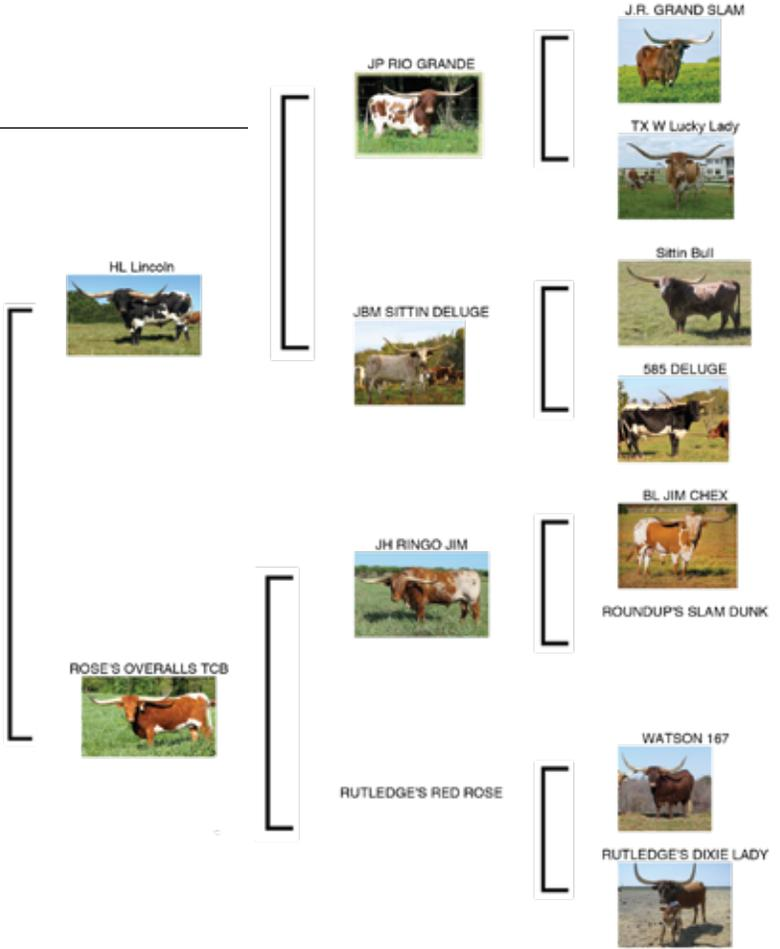 J.R. GRAND SLAM
JP RIO GRANDE
TX W Lucky Lady
Sittin Bull
HL Lincoln
JBM SITTIN DELUGE
585 DELUGE
BL JIM CHEX
JH RINGO JIM
ROUNDUP'S SLAM DUNK
ROSE'S OVERALLS TCB
WATSON 167
RUTLEDGE'S RED ROSE
RUTLEDGE'S DIXIE LADY